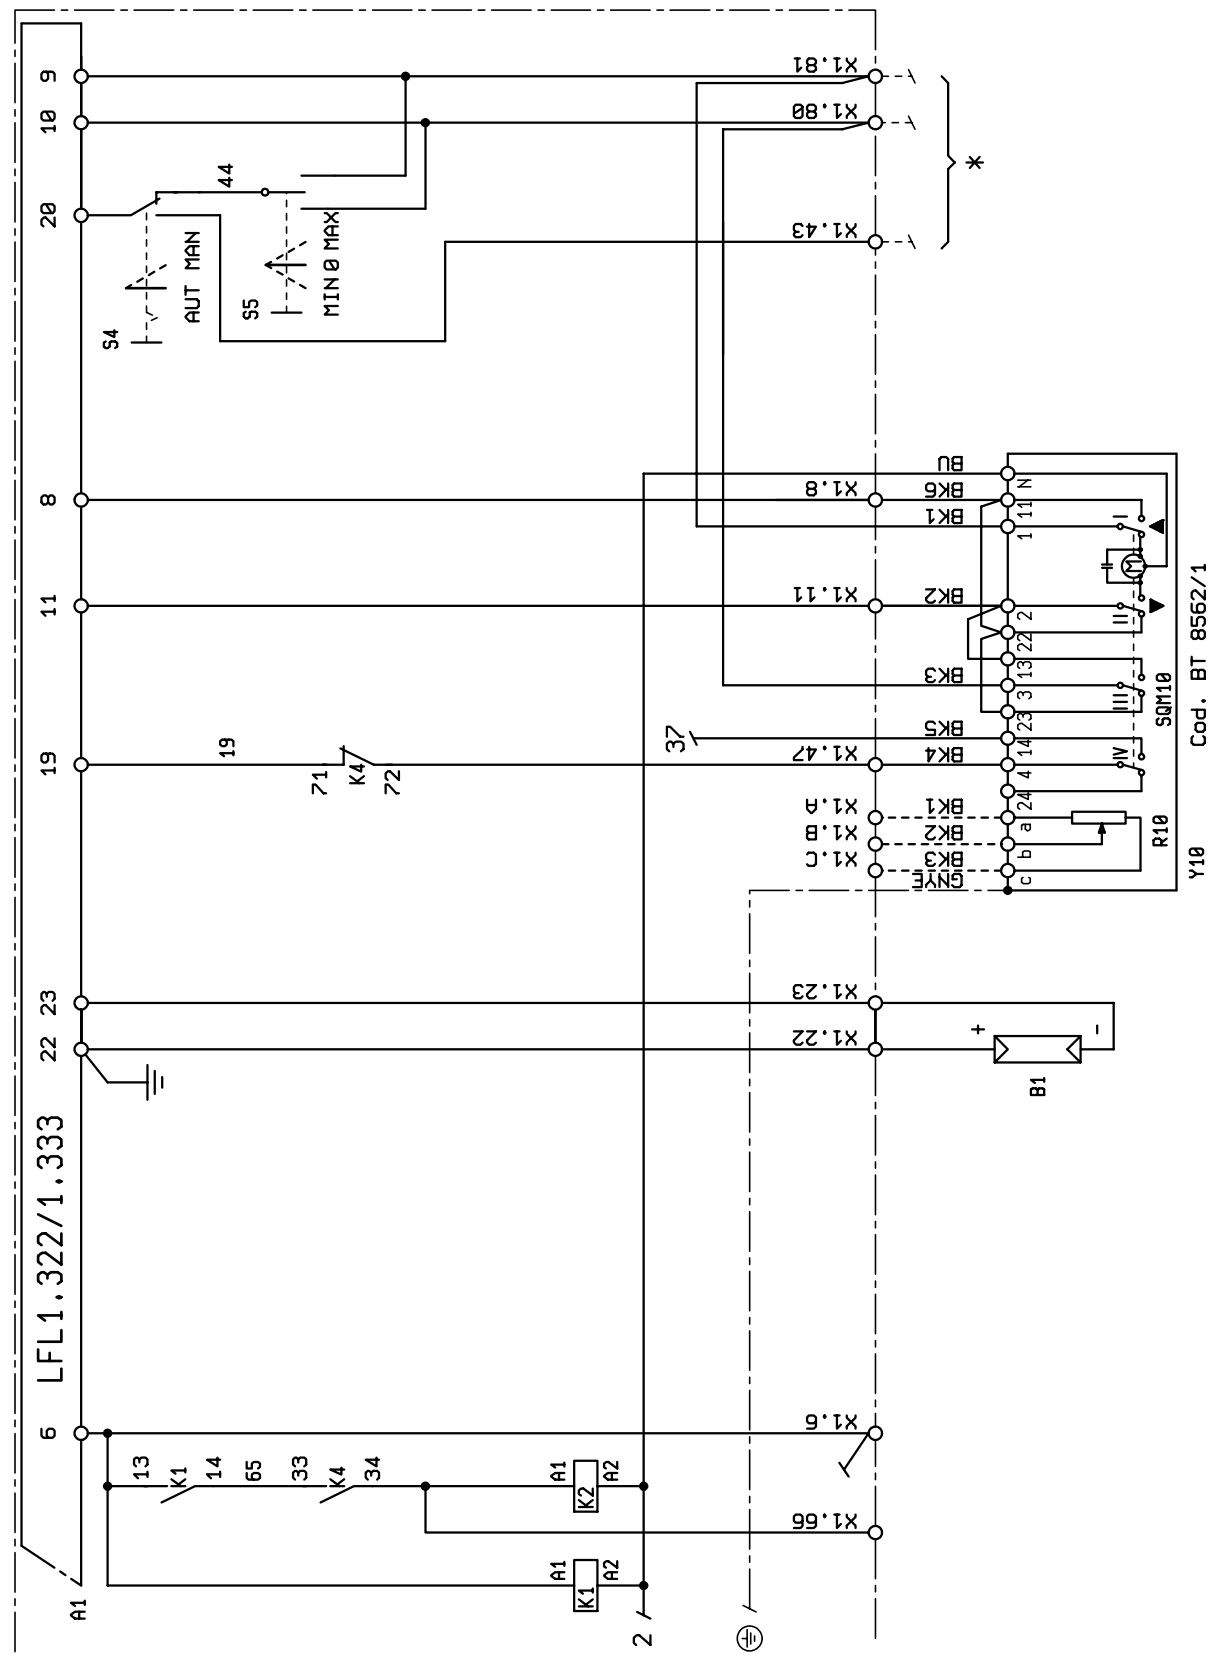 LFL1.322/1.333
A1
6
22
23
19
11
8
20
10
9
S4
AUT MAN
44
S5
MIN 0 MAX
19
71
K4
72
13
K1
14
65
33
K4
34
A1
K2
A2
A1
K1
A2
2
37
X1.66
X1.6
X1.22
X1.23
X1.C
X1.B
X1.A
X1.47
X1.11
X1.8
X1.43
X1.80
X1.81
*
GNYE
BK3
BK2
BK1
BK4
BK5
BK3
BK2
BK1
BK6
BU
c
b
a
24
4
14
23
3
13
22
2
1
11
N
IV
III
II
I
M
+
-
B1
R10
SQM10
Y10
Cod. BT 8562/1